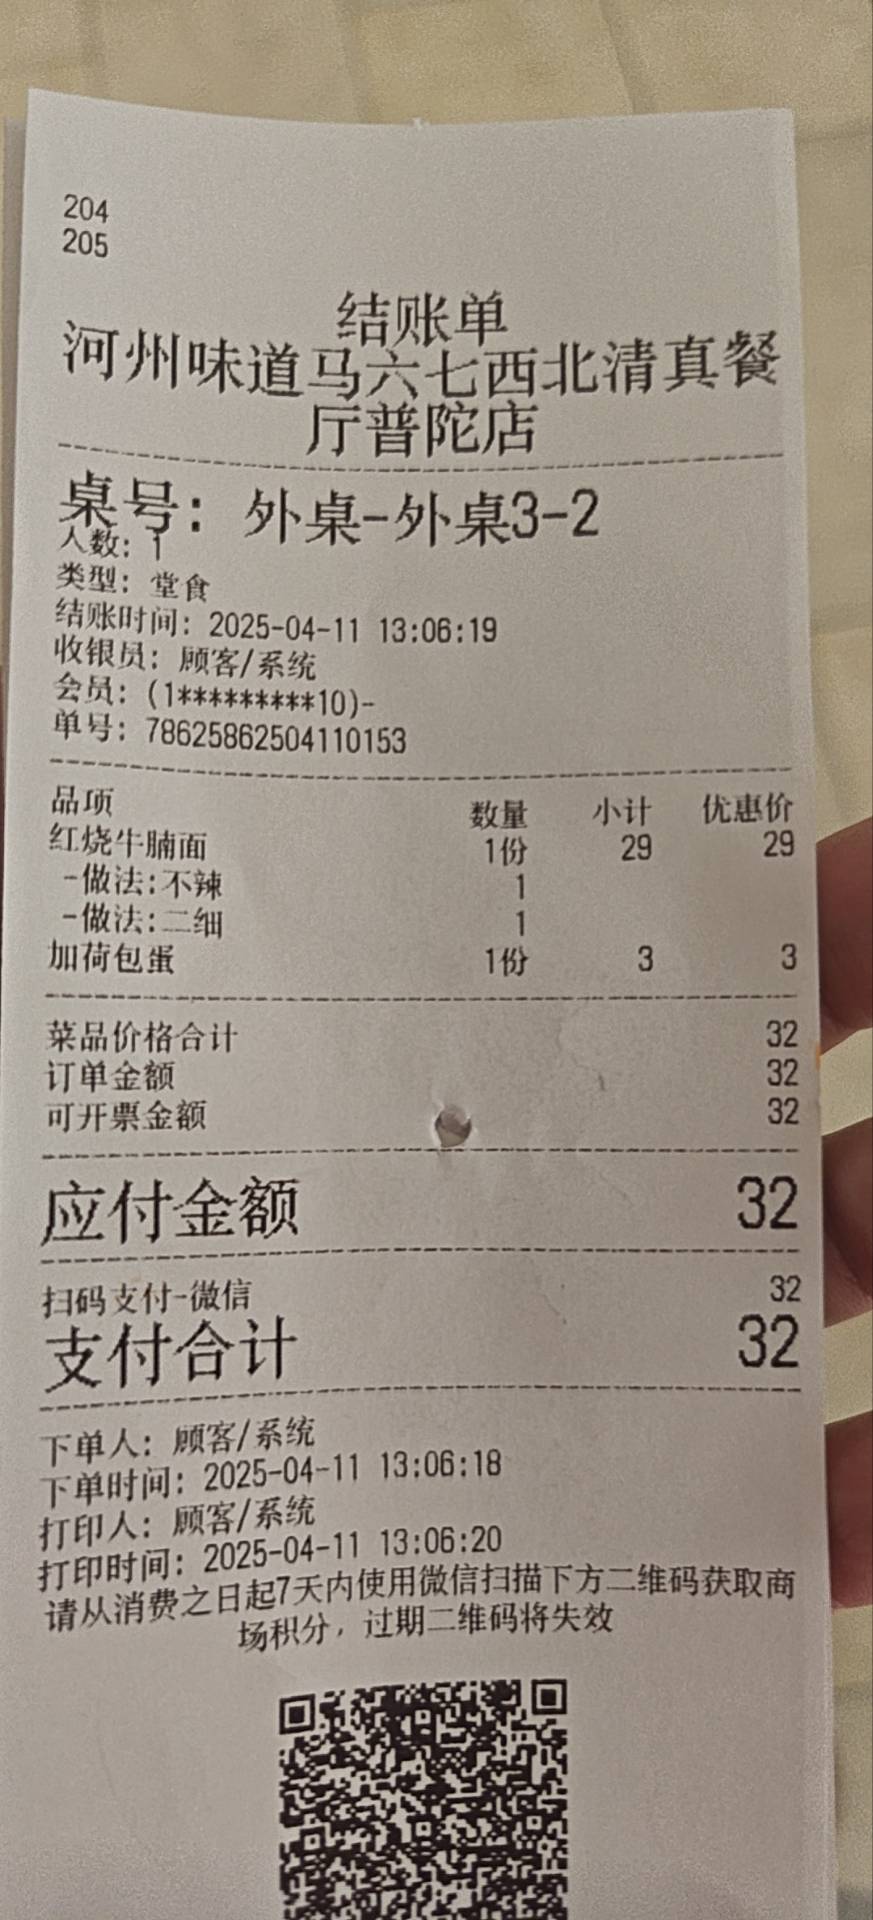 204
205
结账单
河州味道马六七西北清真餐
厅普陀店
桌号: 外桌-外桌3-2
人数: 1
类型: 堂食
结账时间: 2025-04-11 13:06:19
收银员: 顾客/系统
会员: (1*********10)-
单号: 78625862504110153
品项 数量 小计 优惠价
红烧牛腩面 1份 29 29
-做法:不辣 1
-做法:二细 1
加荷包蛋 1份 3 3
菜品价格合计 32
订单金额 32
可开票金额 32
应付金额 32
扫码支付-微信 32
支付合计 32
下单人: 顾客/系统
下单时间: 2025-04-11 13:06:18
打印人: 顾客/系统
打印时间: 2025-04-11 13:06:20
请从消费之日起7天内使用微信扫描下方二维码获取商
场积分，过期二维码将失效